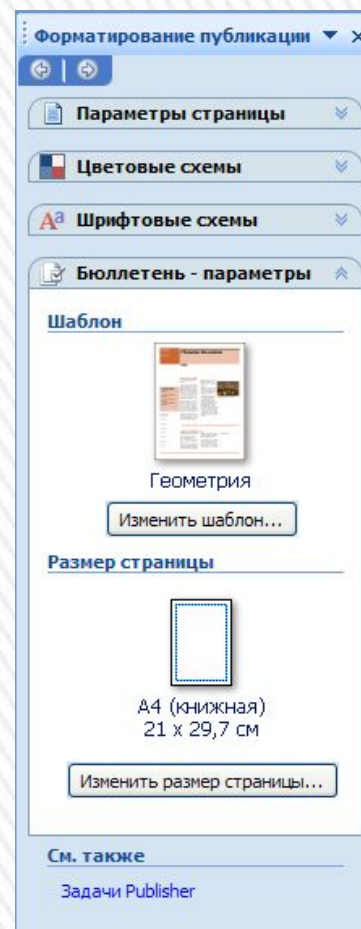 Форматирование публикации
Параметры страницы
Цветовые схемы
Шрифтовые схемы
Бюллетень - параметры
Шаблон
Геометрия
Изменить шаблон...
Размер страницы
A4 (книжная)
21 x 29,7 см
Изменить размер страницы...
См. также
Задачи Publisher